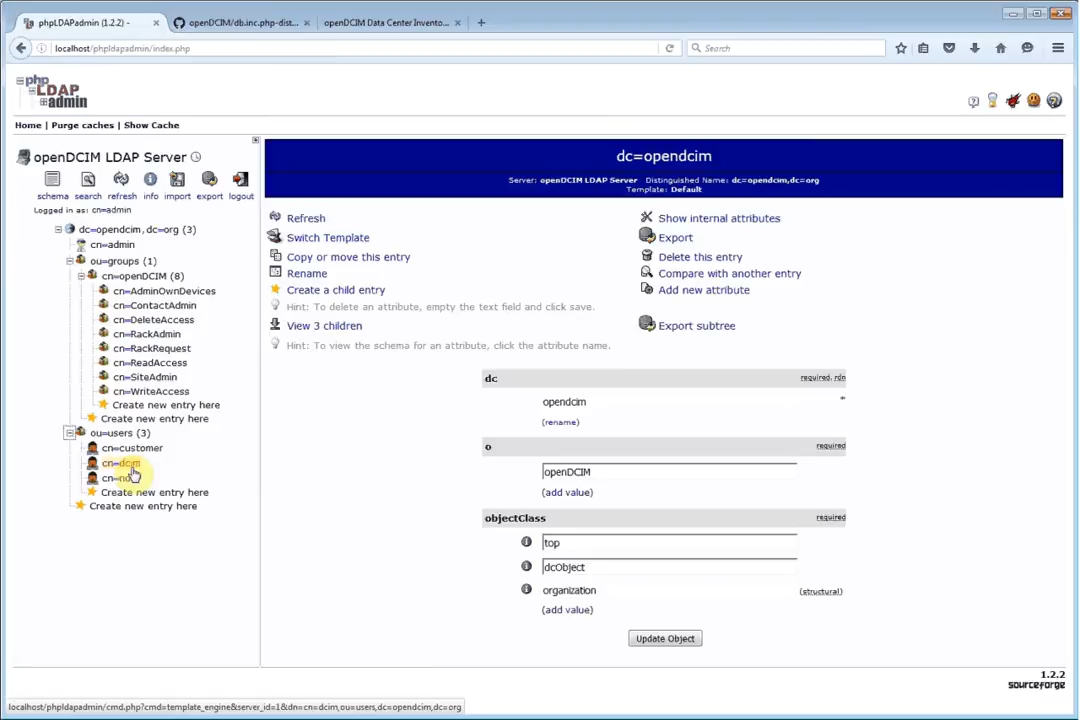 phpLDAPadmin (1.2.2) -
openDCIM/db.inc.php-dist...
openDCIM Data Center Invento...
localhost/phpldapadmin/index.php
Search
php
LDAP
admin
Home | Purge caches | Show Cache
openDCIM LDAP Server
schema search refresh info import export logout
Logged in as: cn=admin
dc=opendcim,dc=org (3)
cn=admin
ou=groups (1)
cn=openDCIM (8)
cn=AdminOwnDevices
cn=ContactAdmin
cn=DeleteAccess
cn=RackAdmin
cn=RackRequest
cn=ReadAccess
cn=SiteAdmin
cn=WriteAccess
Create new entry here
Create new entry here
ou=users (3)
cn=customer
cn=dcim
Create new entry here
Create new entry here
dc=opendcim
Server: openDCIM LDAP Server Distinguished Name: dc=opendcim,dc=org
Template: Default
Refresh
Show internal attributes
Switch Template
Export
Copy or move this entry
Delete this entry
Rename
Compare with another entry
Create a child entry
Add new attribute
Hint: To delete an attribute, empty the text field and click save.
View 3 children
Export subtree
Hint: To view the schema for an attribute, click the attribute name.
dc required, rdn
opendcim *
(rename)
o required
openDCIM
(add value)
objectClass required
top
dcObject
organization (structural)
(add value)
Update Object
1.2.2
sourceforge
localhost/phpldapadmin/cmd.php?cmd=template_engine&server_id=1&dn=cn=dcim,ou=users,dc=opendcim,dc=org